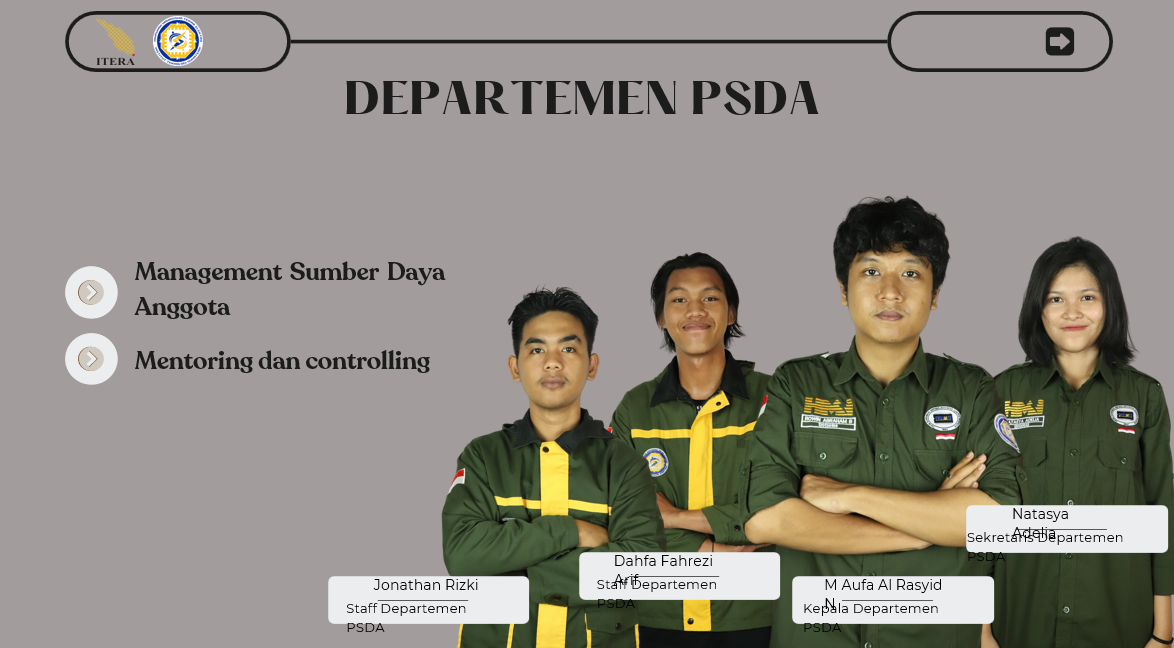 ITERA
DEPARTEMEN PSDA
Management Sumber Daya
Anggota
Mentoring dan controlling
Natasya
Adelia
Sekretaris Departemen
PSDA
Dahfa Fahrezi
Arif
Staff Departemen
PSDA
Jonathan Rizki
Staff Departemen
PSDA
M Aufa Al Rasyid
N
Kepala Departemen
PSDA